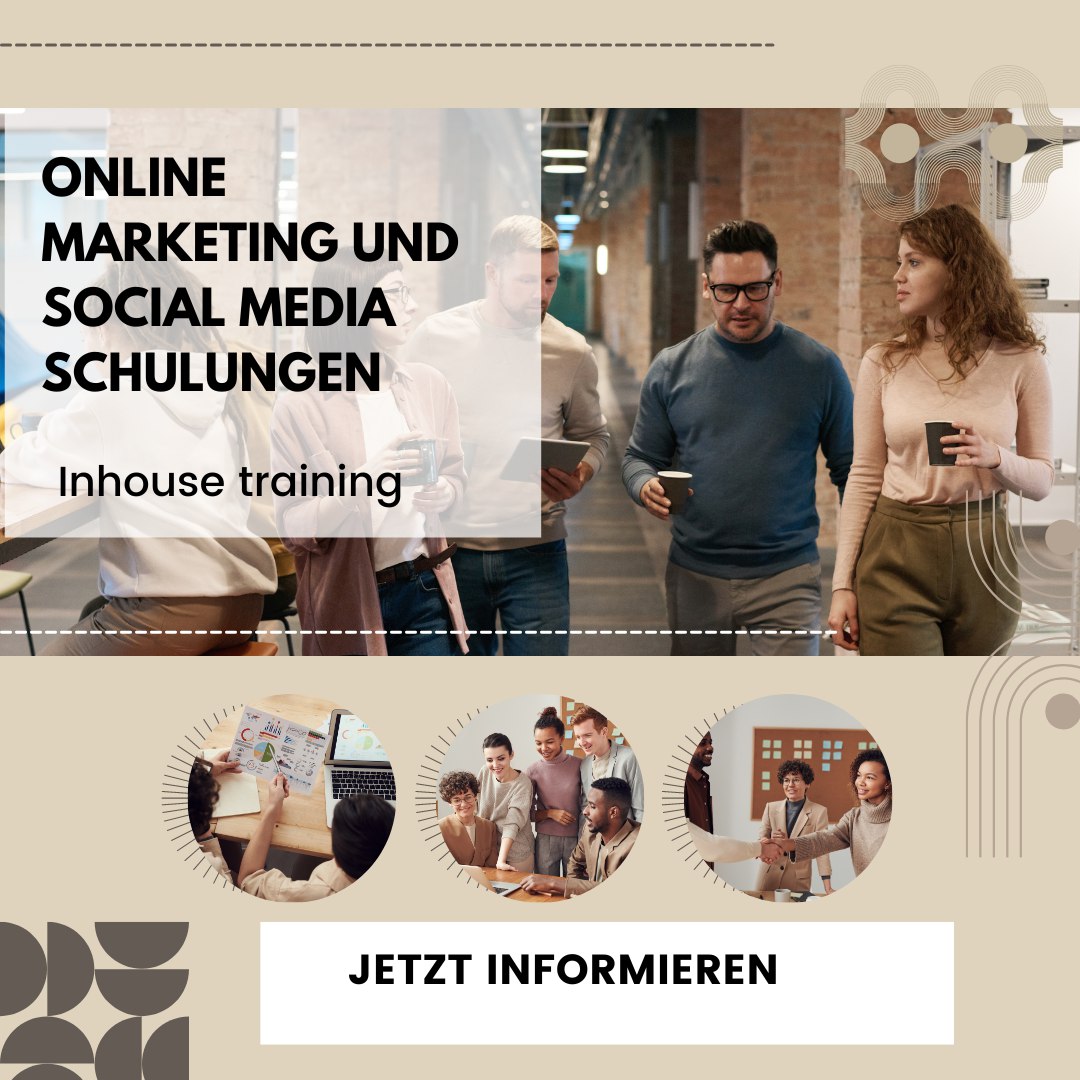 ONLINE
MARKETING UND
SOCIAL MEDIA
SCHULUNGEN
Inhouse training
JETZT INFORMIEREN